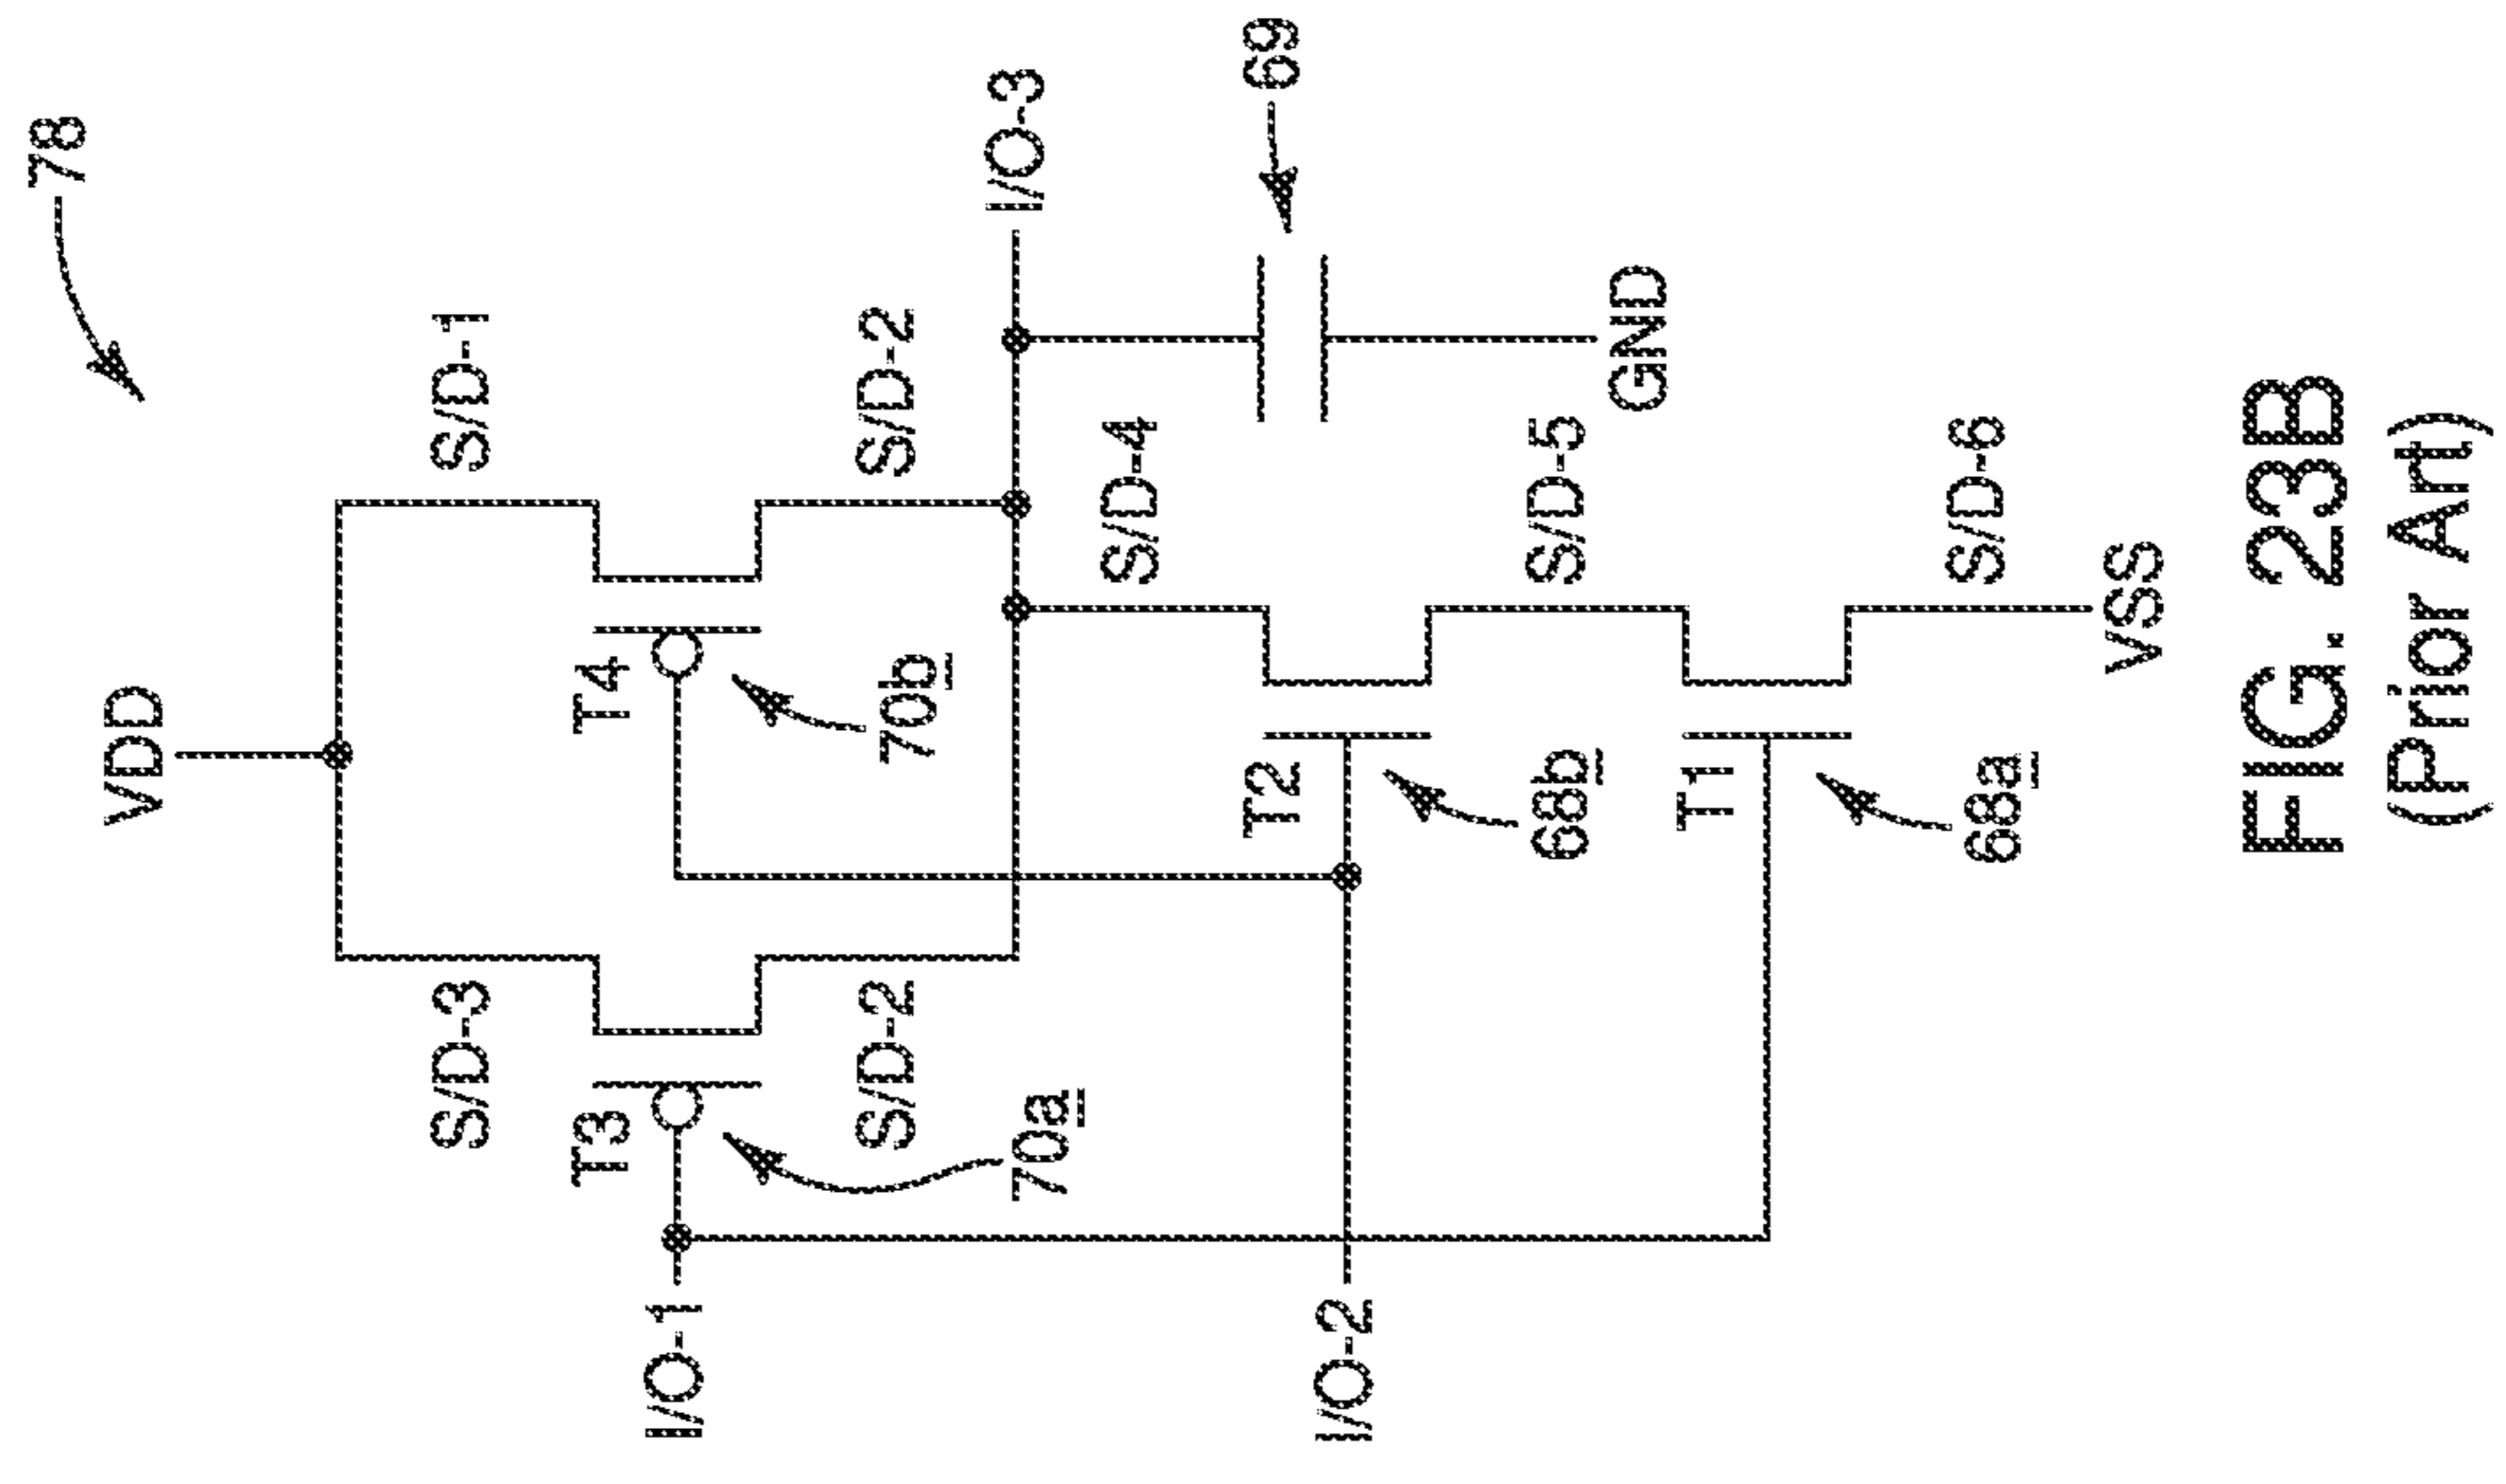 78
VDD
S/D-3
S/D-1
T3
T4
I/O-1
S/D-2
S/D-2
70b
70a
I/O-3
S/D-4
69
T2
I/O-2
68b
S/D-5
GND
T1
68a
S/D-6
VSS
FIG. 23B
(Prior Art)